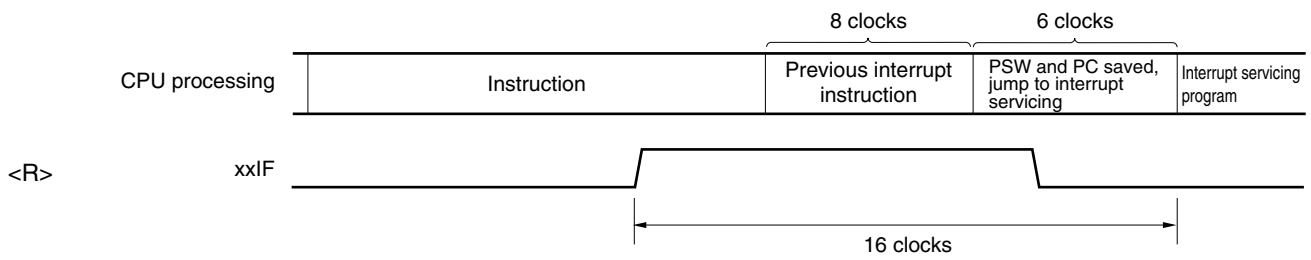 8 clocks
6 clocks
CPU processing
Instruction
Previous interrupt
instruction
PSW and PC saved,
jump to interrupt
servicing
Interrupt servicing
program
<R>
xxIF
16 clocks